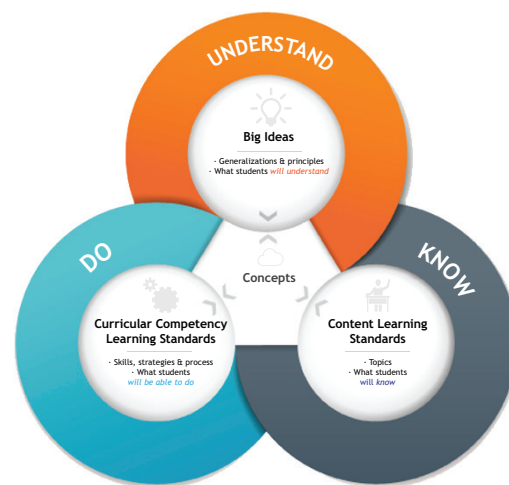 UNDERSTAND
Big Ideas
- Generalizations & principles
- What students will understand
Concepts
DO
Curricular Competency
Learning Standards
- Skills, strategies & process
- What students
will be able to do
KNOW
Content Learning
Standards
- Topics
- What students
will know